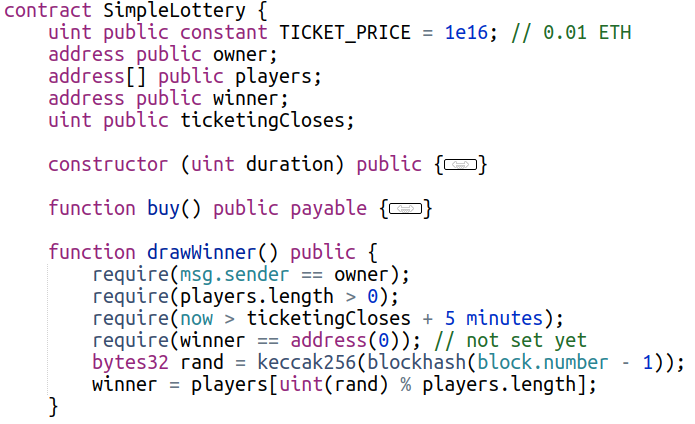 contract SimpleLottery {
uint public constant TICKET_PRICE = 1e16; // 0.01 ETH
address public owner;
address[] public players;
address public winner;
uint public ticketingCloses;
constructor (uint duration) public {}
function buy() public payable {}
function drawWinner() public {
require(msg.sender == owner);
require(players.length > 0);
require(now > ticketingCloses + 5 minutes);
require(winner == address(0)); // not set yet
bytes32 rand = keccak256(blockhash(block.number - 1));
winner = players[uint(rand) % players.length];
}